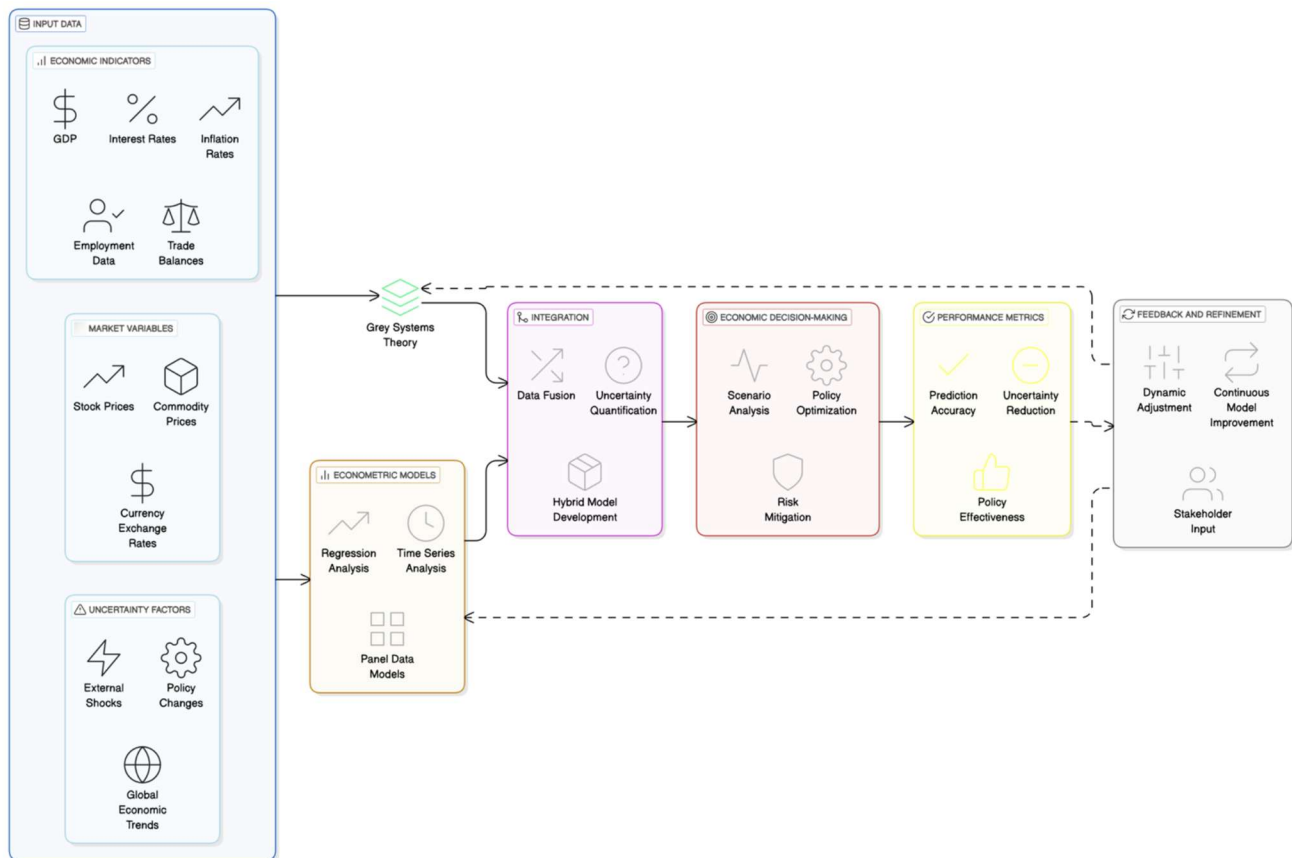 INPUT DATA
ECONOMIC INDICATORS
GDP
Interest Rates
Inflation
Rates
Employment
Data
Trade
Balances
MARKET VARIABLES
Stock Prices
Commodity
Prices
Currency
Exchange
Rates
UNCERTAINTY FACTORS
External
Shocks
Policy
Changes
Global
Economic
Trends
Grey Systems
Theory
ECONOMETRIC MODELS
Regression
Analysis
Time Series
Analysis
Panel Data
Models
INTEGRATION
Data Fusion
Uncertainty
Quantification
Hybrid Model
Development
ECONOMIC DECISION-MAKING
Scenario
Analysis
Policy
Optimization
Risk
Mitigation
PERFORMANCE METRICS
Prediction
Accuracy
Uncertainty
Reduction
Policy
Effectiveness
FEEDBACK AND REFINEMENT
Dynamic
Adjustment
Continuous
Model
Improvement
Stakeholder
Input